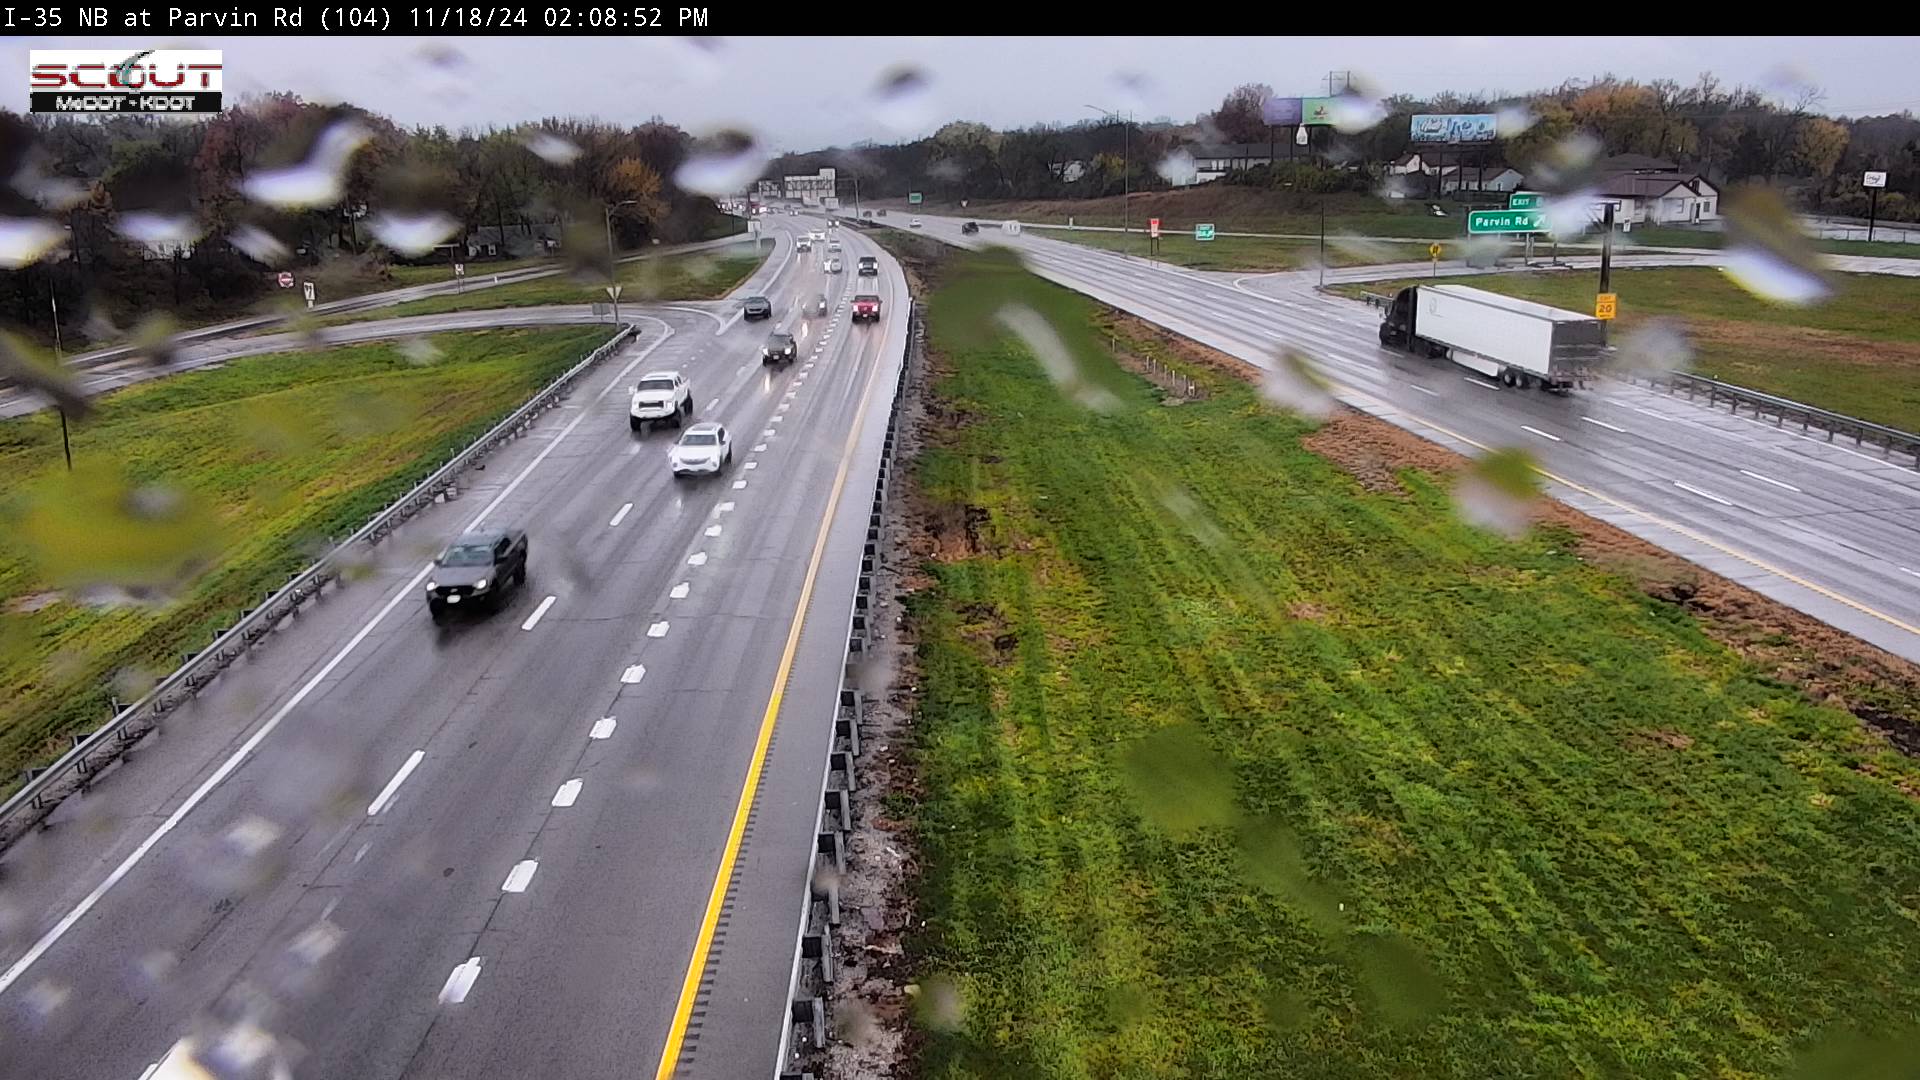 I-35 NB at Parvin Rd (104) 11/18/24 02:08:52 PM
SCOUT
MoDOT - KDOT
EXIT
Parvin Rd
EXIT
20